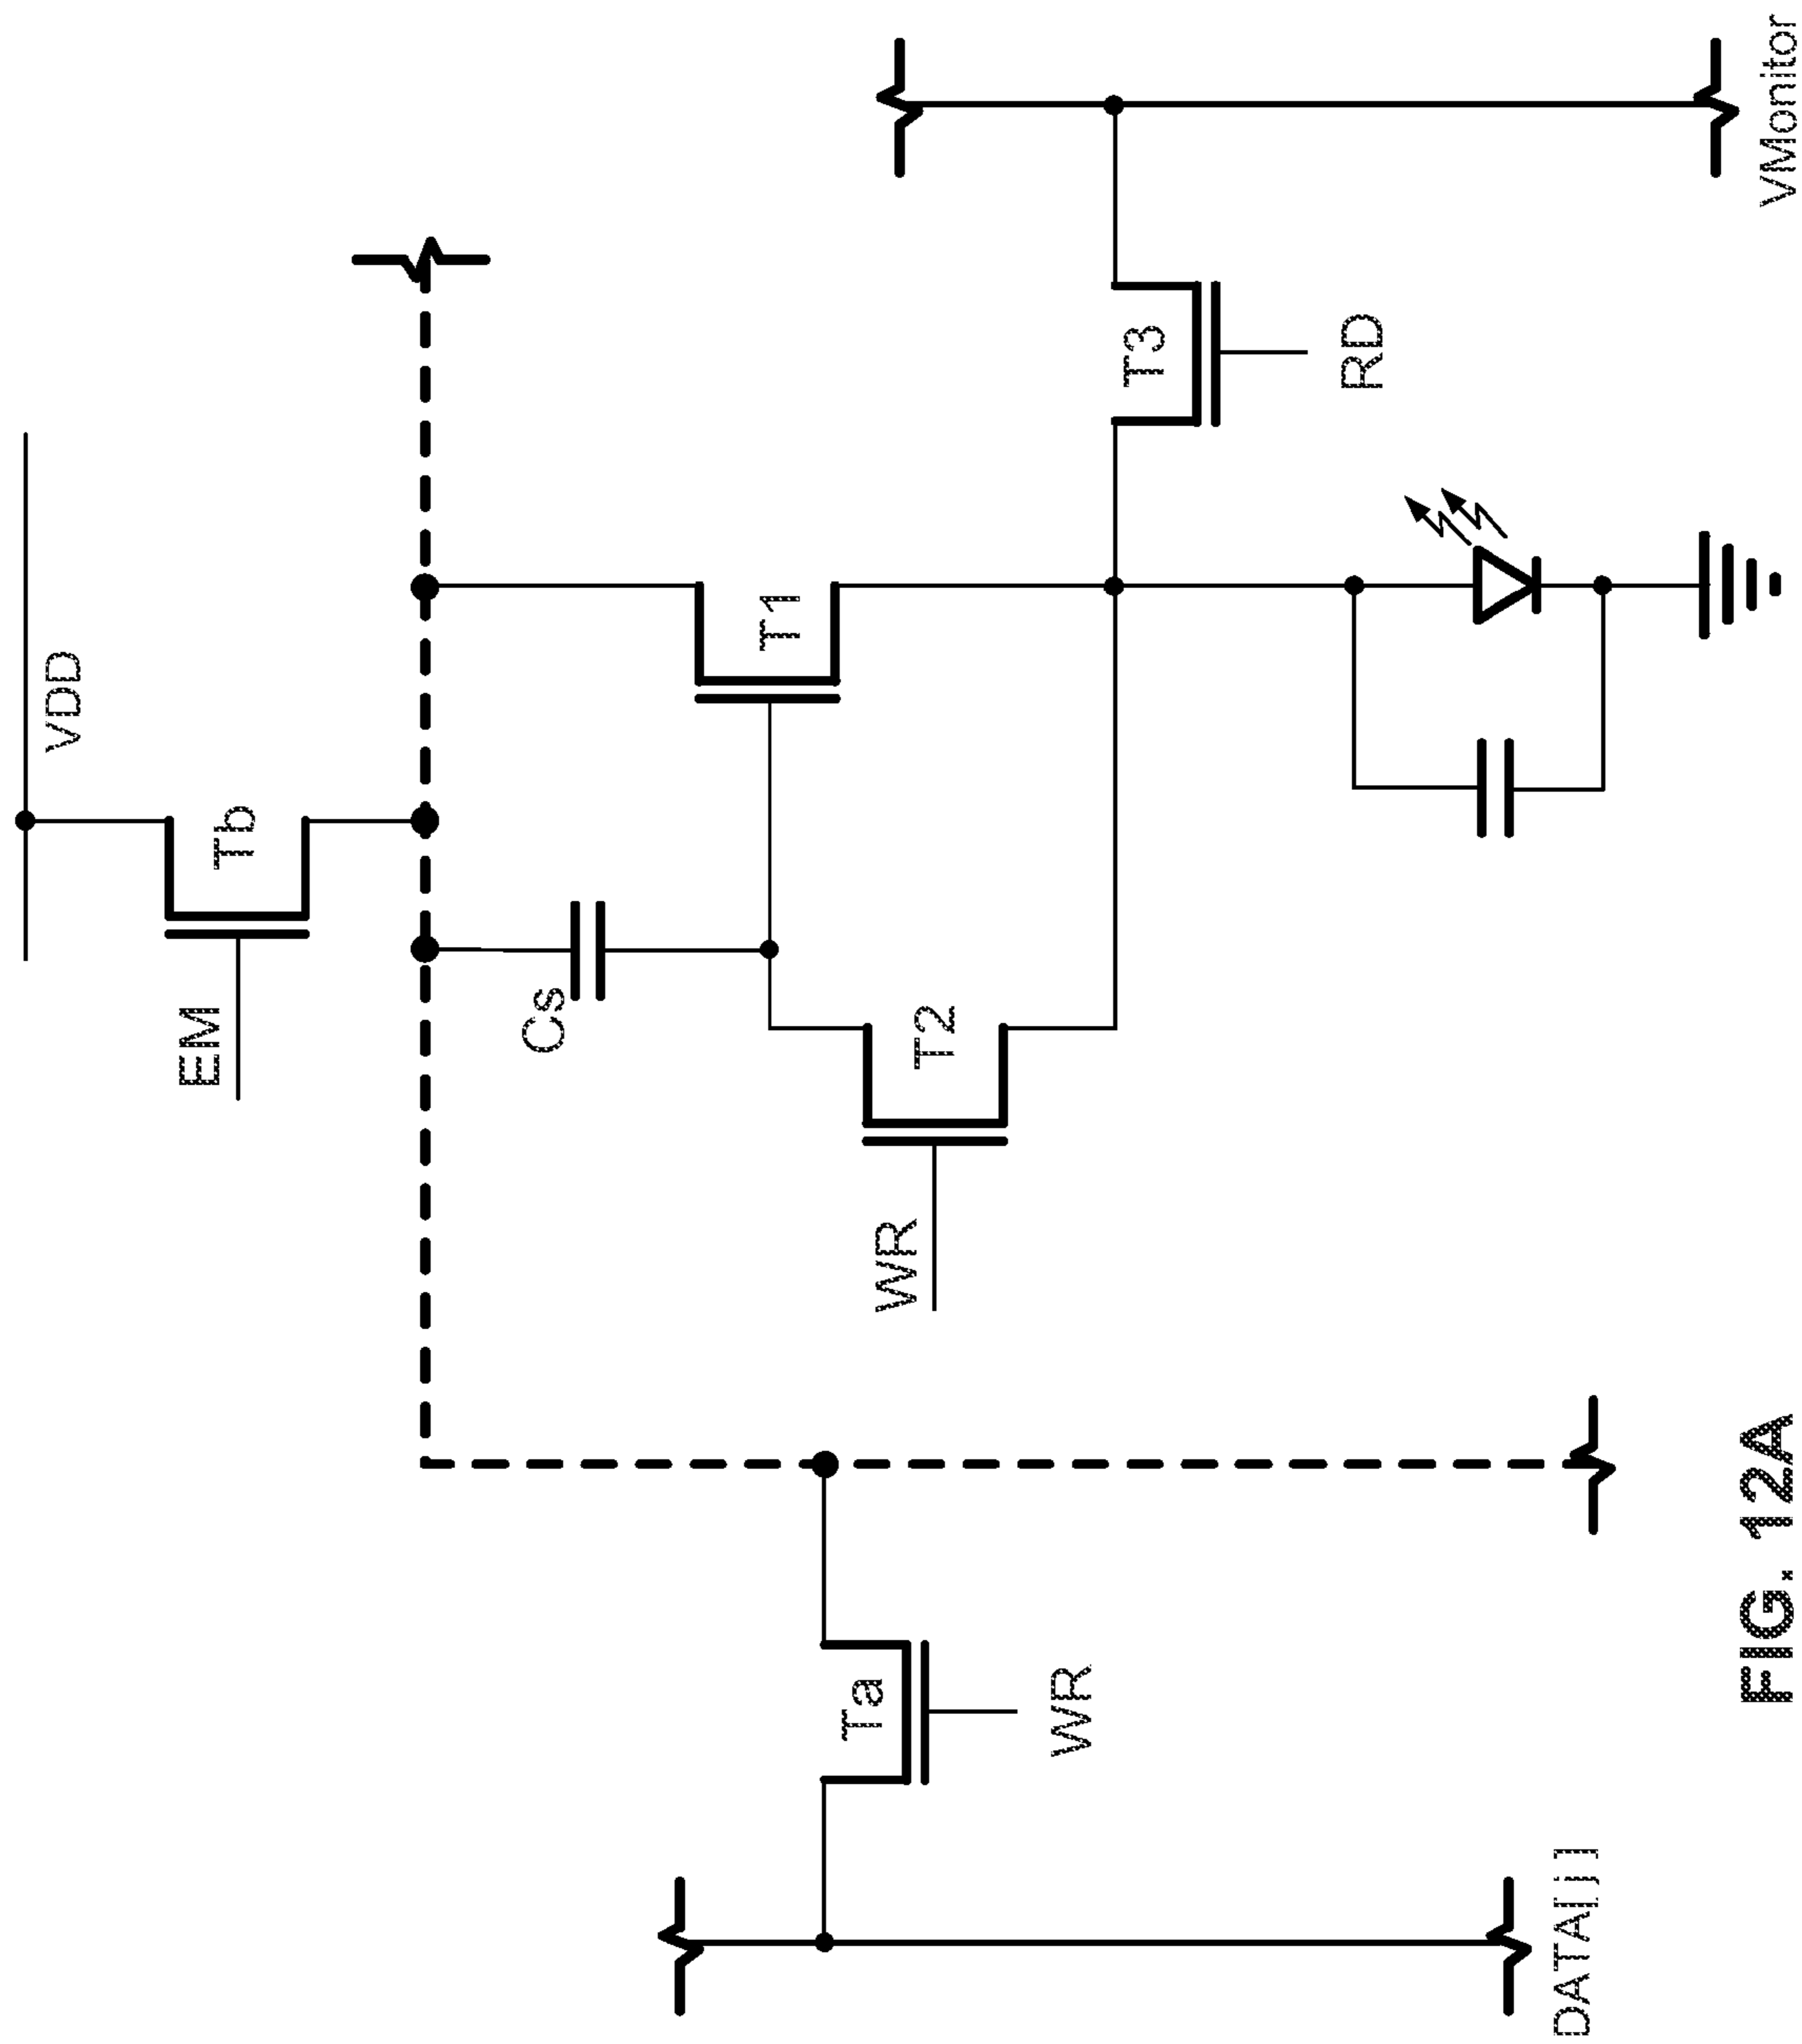 VDD
EM
Tb
Cs
T1
T2
WR
T3
RD
Ta
WR
DATA[j]
VMonitor
FIG. 12A